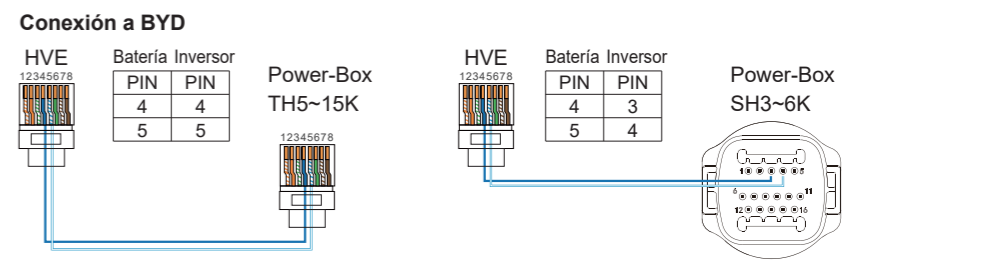 Conexión a BYD
HVE
12345678
Batería Inversor
PIN PIN
4 4
5 5
Power-Box
TH5~15K
12345678
HVE
12345678
Batería Inversor
PIN PIN
4 3
5 4
Power-Box
SH3~6K
1 5
6 11
12 16